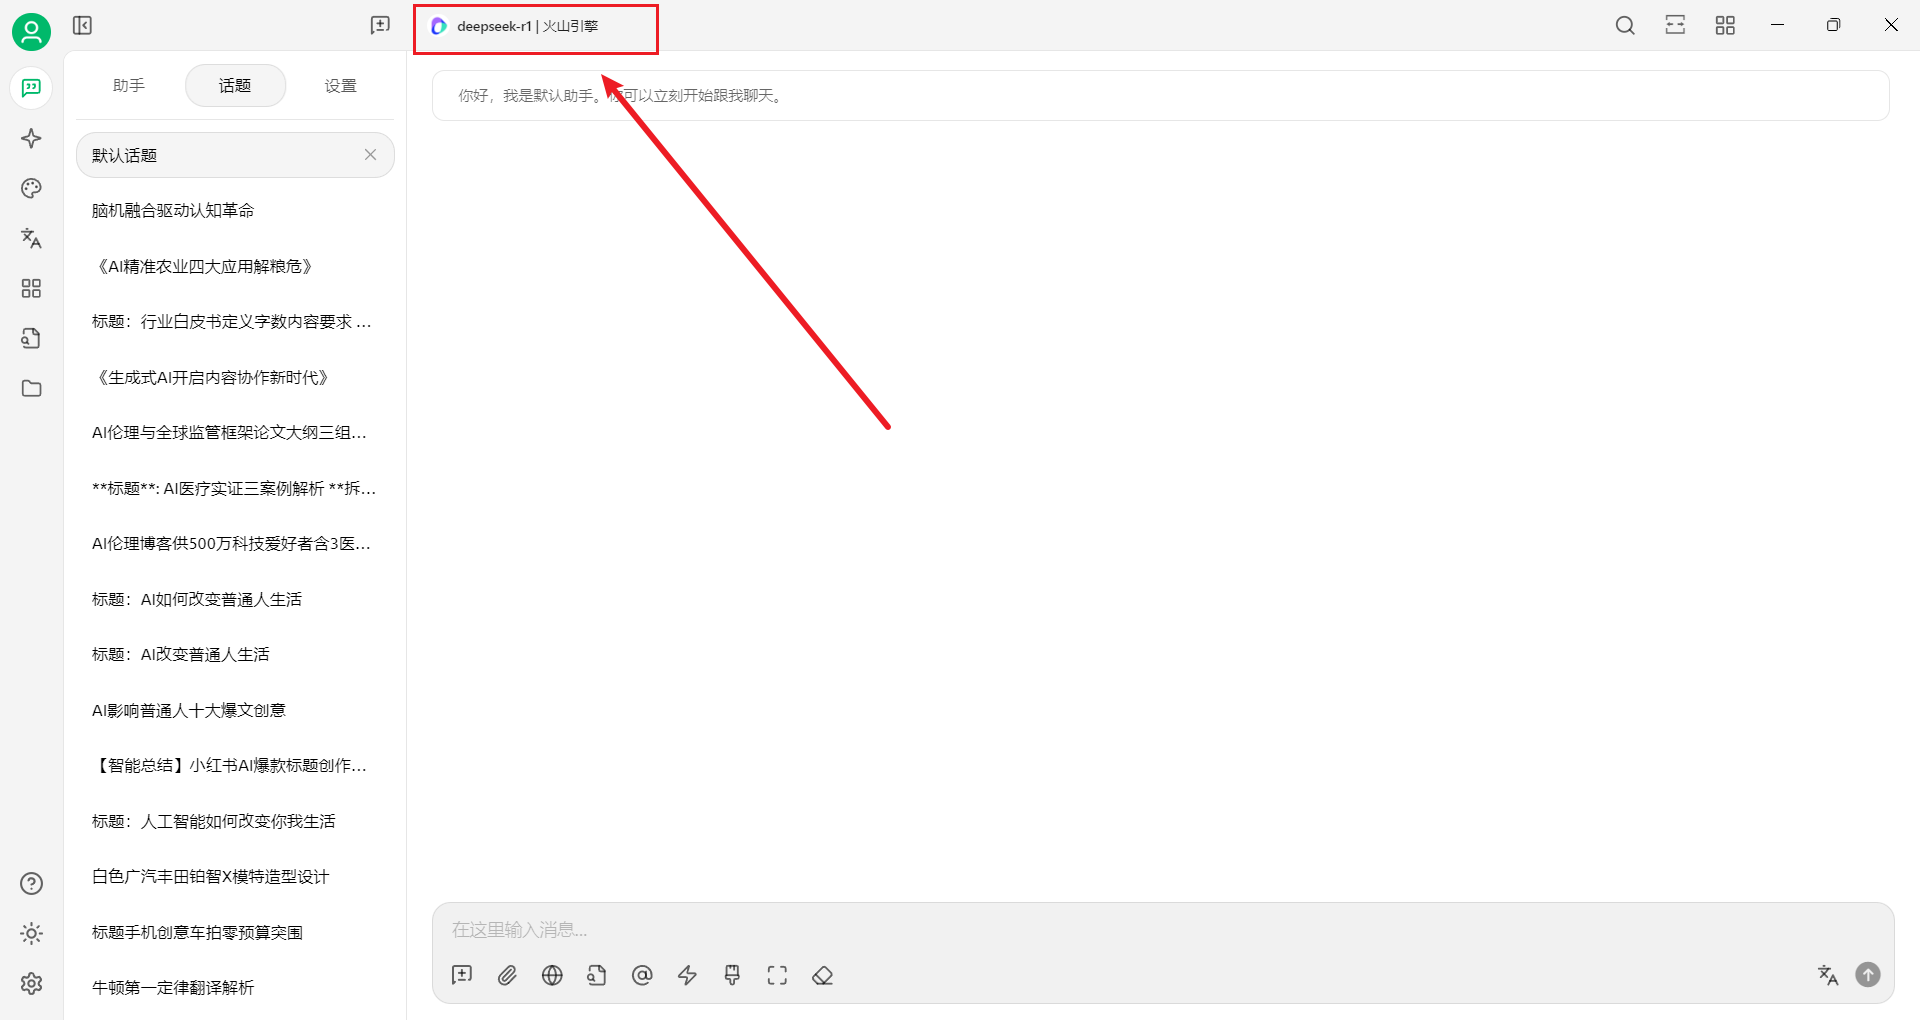 deepseek-r1 | 火山引擎
助手
话题
设置
默认话题
脑机融合驱动认知革命
《AI精准农业四大应用解粮危》
标题：行业白皮书定义字数内容要求 ...
《生成式AI开启内容协作新时代》
AI伦理与全球监管框架论文大纲三组...
**标题**: AI医疗实证三案例解析 **拆...
AI伦理博客供500万科技爱好者含3医...
标题：AI如何改变普通人生活
标题：AI改变普通人生活
AI影响普通人十大爆文创意
【智能总结】小红书AI爆款标题创作...
标题：人工智能如何改变你我生活
白色广汽丰田铂智X模特造型设计
标题手机创意车拍零预算突围
牛顿第一定律翻译解析
你好，我是默认助手。你可以立刻开始跟我聊天。
在这里输入消息...